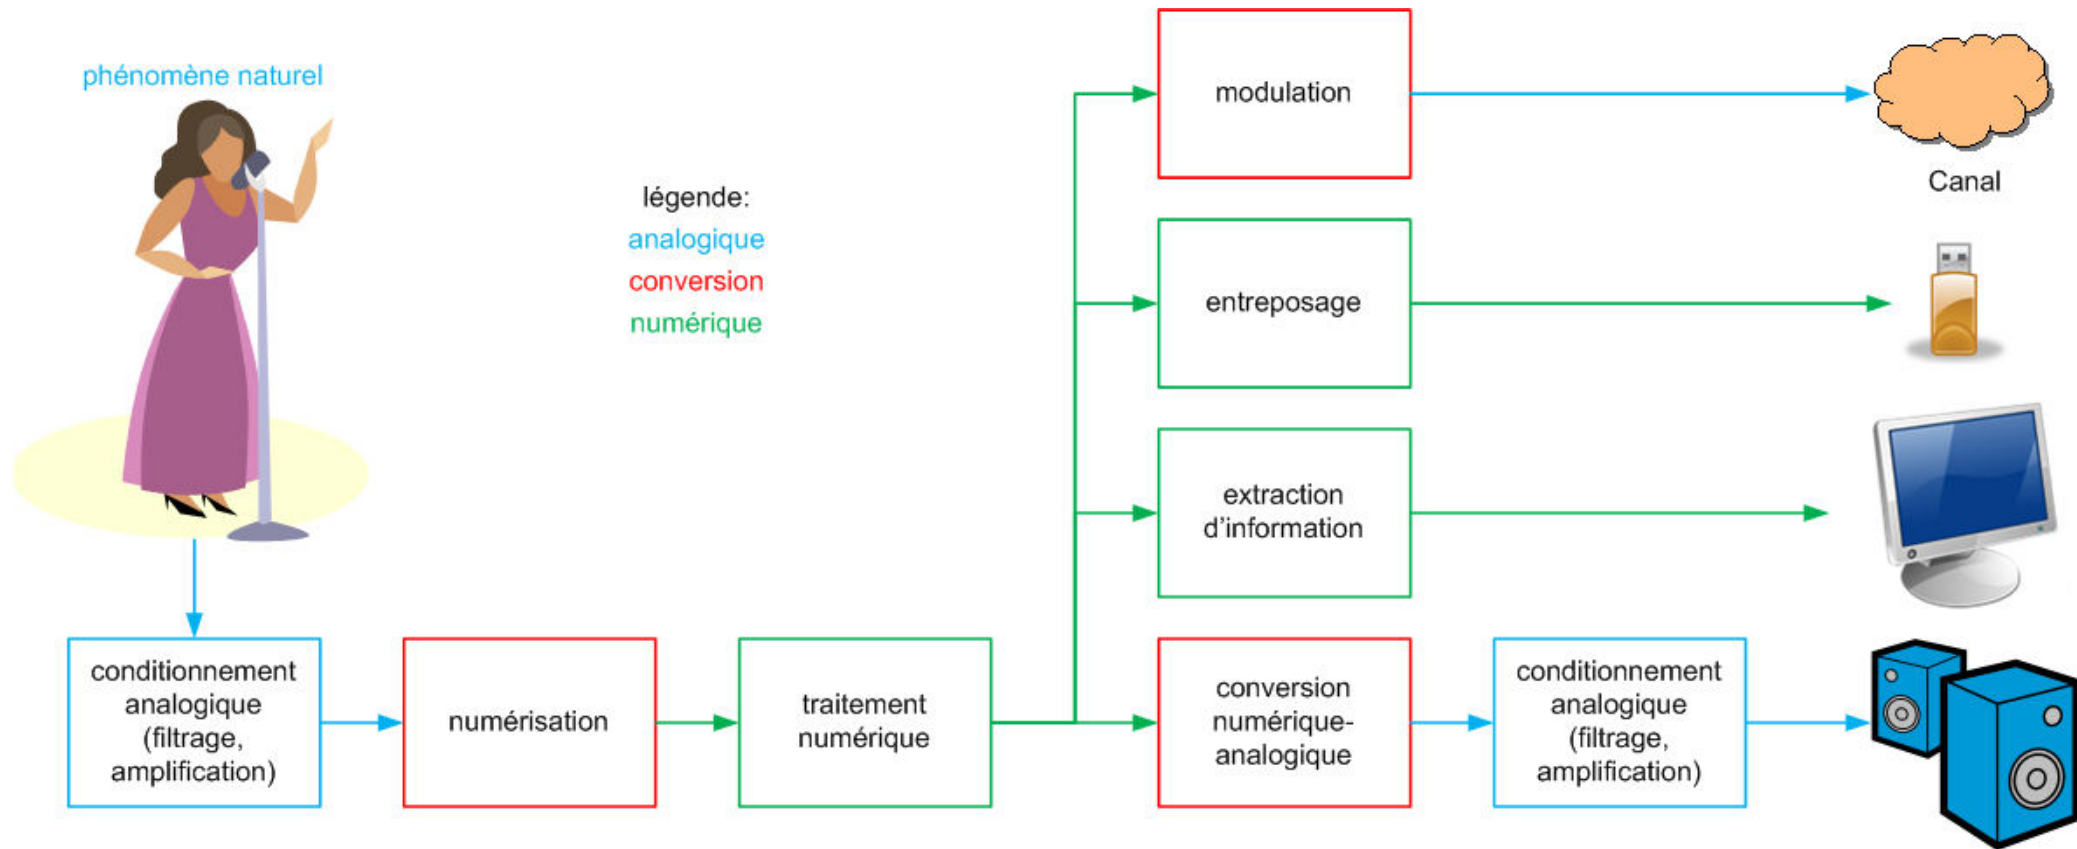 phénomène naturel
légende:
analogique
conversion
numérique
modulation
Canal
entreposage
extraction
d'information
conditionnement
analogique
(filtrage,
amplification)
numérisation
traitement
numérique
conversion
numérique-
analogique
conditionnement
analogique
(filtrage,
amplification)